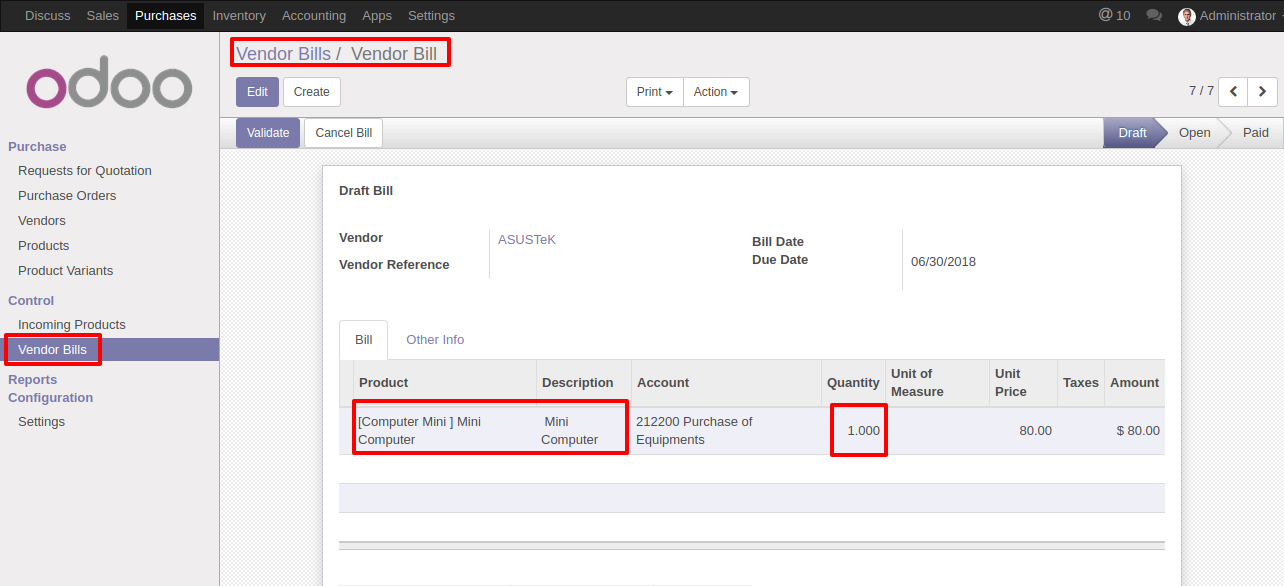 Discuss Sales Purchases Inventory Accounting Apps Settings @ 10 Administrator
odoo
Vendor Bills / Vendor Bill
Edit Create Print Action 7 / 7
Validate Cancel Bill Draft Open Paid
Purchase
Requests for Quotation
Purchase Orders
Vendors
Products
Product Variants
Control
Incoming Products
Vendor Bills
Reports
Configuration
Settings
Draft Bill
Vendor ASUSTeK
Vendor Reference
Bill Date
Due Date 06/30/2018
Bill Other Info
Product Description Account Quantity Unit of Measure Unit Price Taxes Amount
[Computer Mini ] Mini Computer Mini Computer 212200 Purchase of Equipments 1.000 80.00 $ 80.00